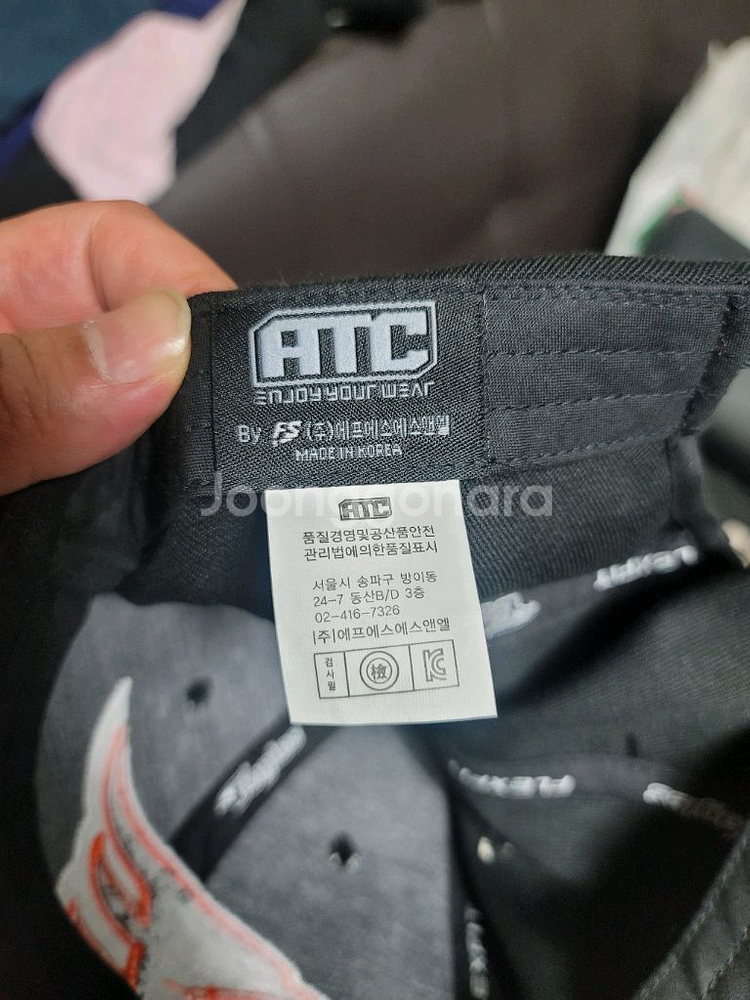 ATC
ENJOY YOUR WEAR
By FS (주)에프에스에스앤엘
MADE IN KOREA
Joonggonara
ATC
품질경영및공산품안전
관리법에의한품질표시
서울시 송파구 방이동
24-7 동산B/D 3층
02-416-7326
(주)에프에스에스앤엘
검사필 檢 KC
FLEXFIT
FLEXFIT